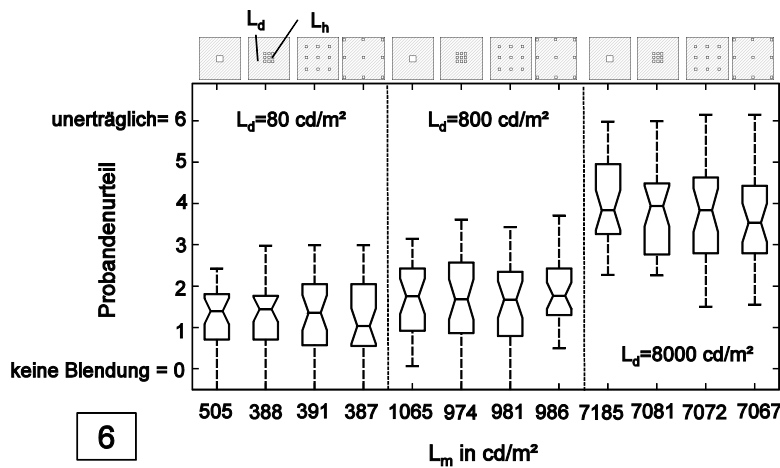 L_d L_h
unerträglich= 6
L_d=80 cd/m²
L_d=800 cd/m²
5
4
3
2
1
keine Blendung = 0
Probandenurteil
L_d=8000 cd/m²
505 388 391 387 1065 974 981 986 7185 7081 7072 7067
L_m in cd/m²
6